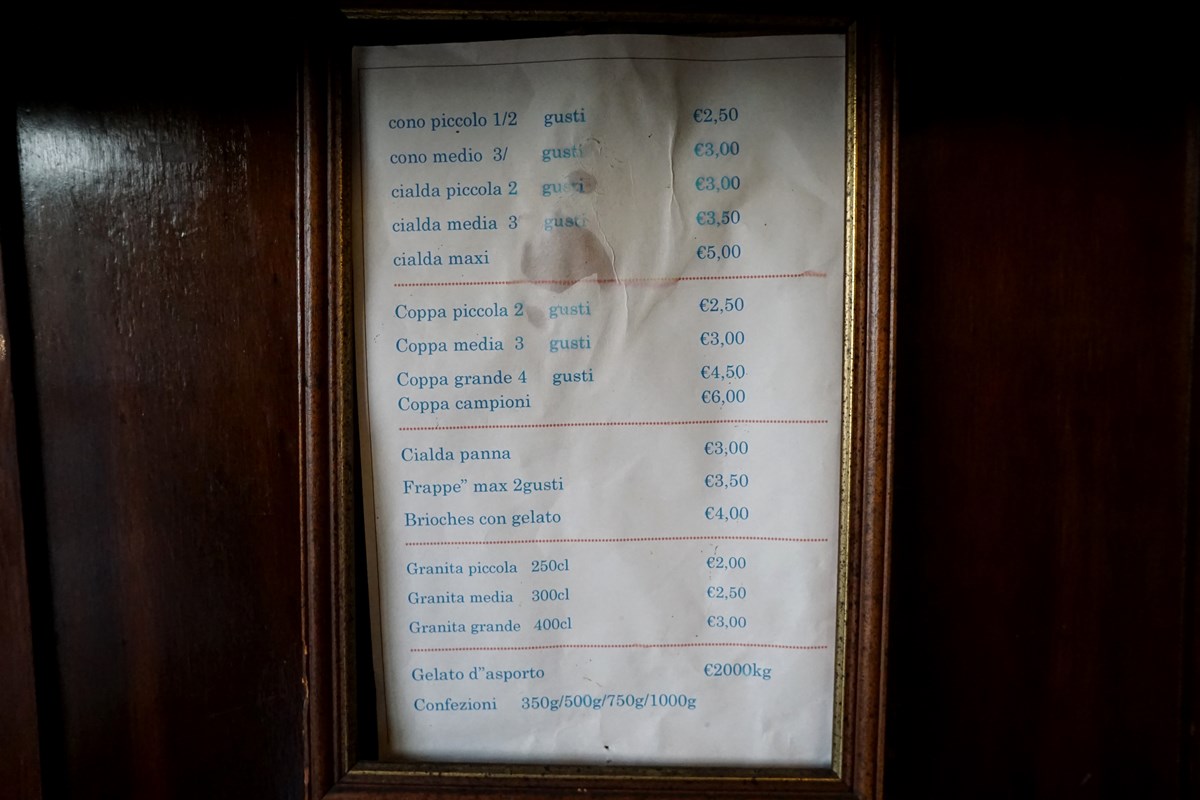 cono piccolo 1/2 gusti €2,50
cono medio 3/ gusti €3,00
cialda piccola 2 gusti €3,00
cialda media 3 gusti €3,50
cialda maxi €5,00
Coppa piccola 2 gusti €2,50
Coppa media 3 gusti €3,00
Coppa grande 4 gusti €4,50
Coppa campioni €6,00
Cialda panna €3,00
Frappe” max 2gusti €3,50
Brioches con gelato €4,00
Granita piccola 250cl €2,00
Granita media 300cl €2,50
Granita grande 400cl €3,00
Gelato d”asporto €2000kg
Confezioni 350g/500g/750g/1000g